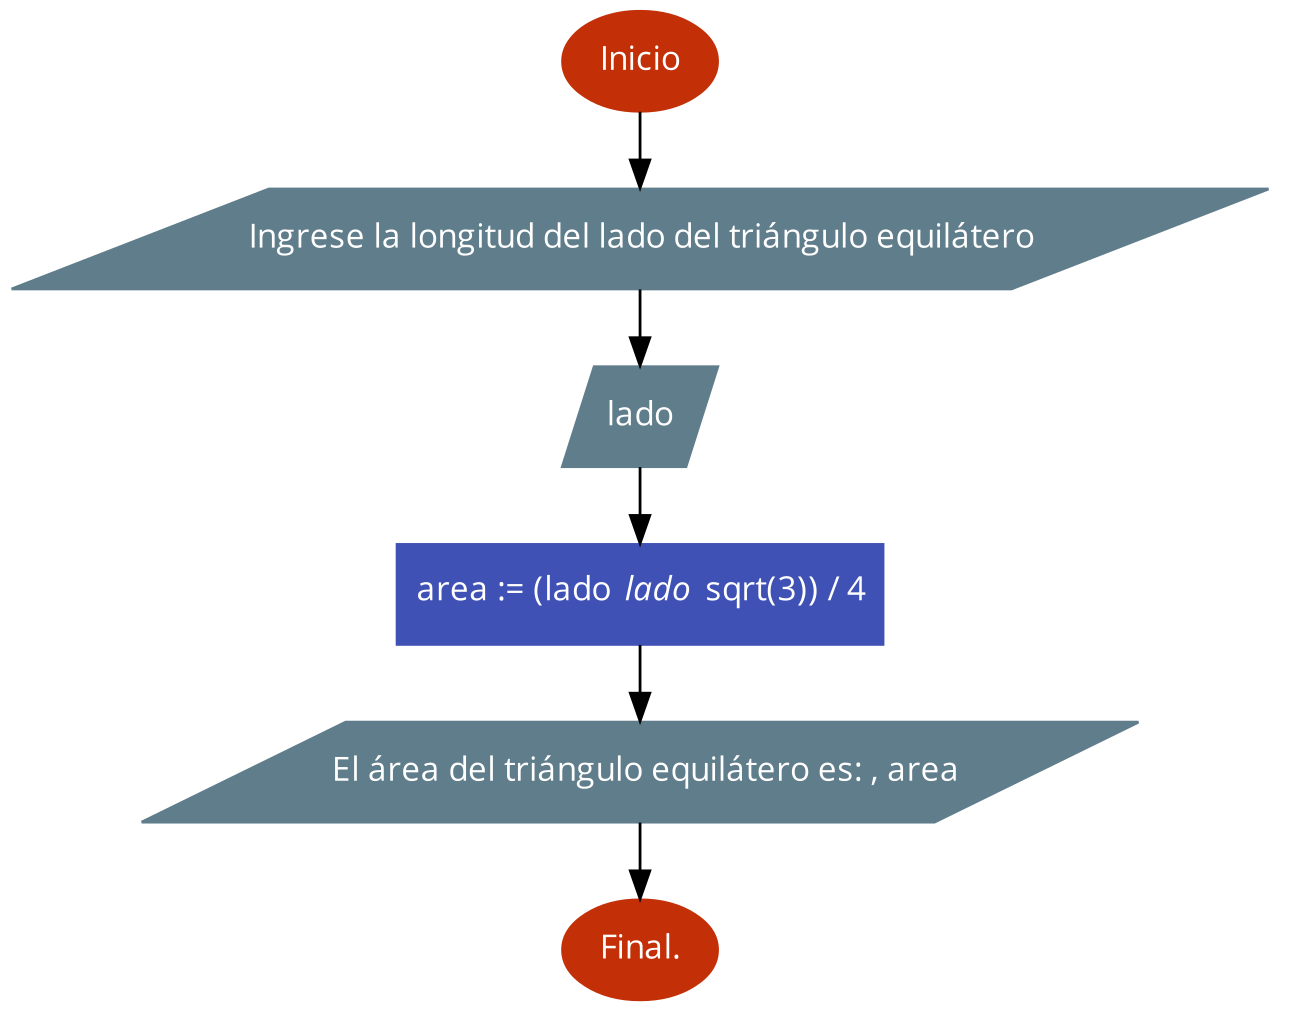 Inicio
Ingrese la longitud del lado del triángulo equilátero
lado
area := (lado lado sqrt(3)) / 4
El área del triángulo equilátero es: , area
Final.